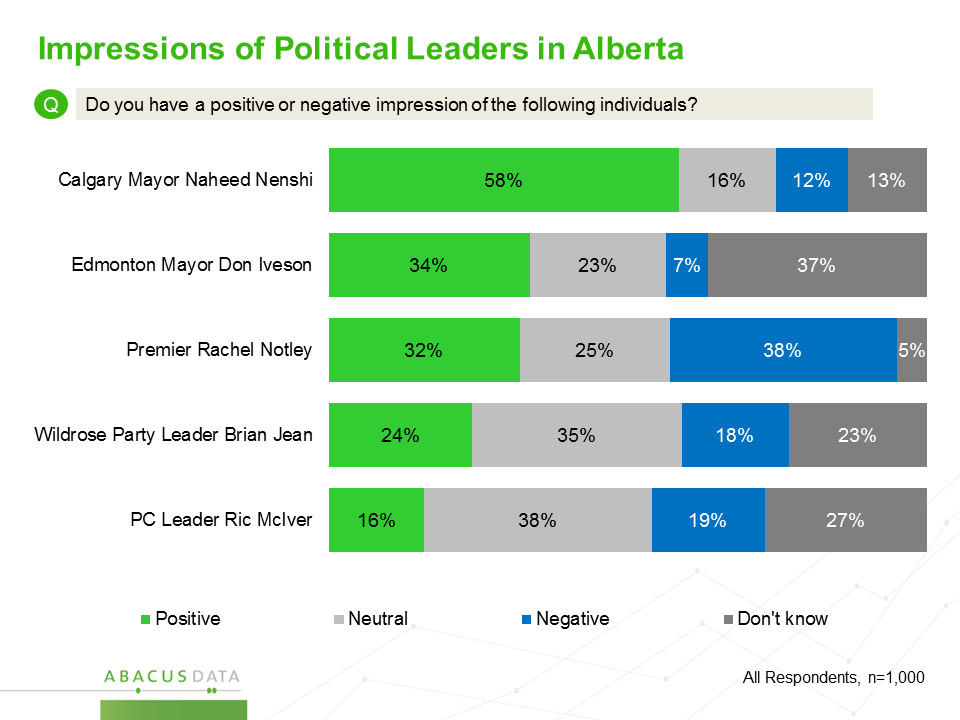 Impressions of Political Leaders in Alberta
Q
Do you have a positive or negative impression of the following individuals?
Calgary Mayor Naheed Nenshi 58% 16% 12% 13%
Edmonton Mayor Don Iveson 34% 23% 7% 37%
Premier Rachel Notley 32% 25% 38% 5%
Wildrose Party Leader Brian Jean 24% 35% 18% 23%
PC Leader Ric McIver 16% 38% 19% 27%
Positive Neutral Negative Don't know
ABACUS DATA
All Respondents, n=1,000